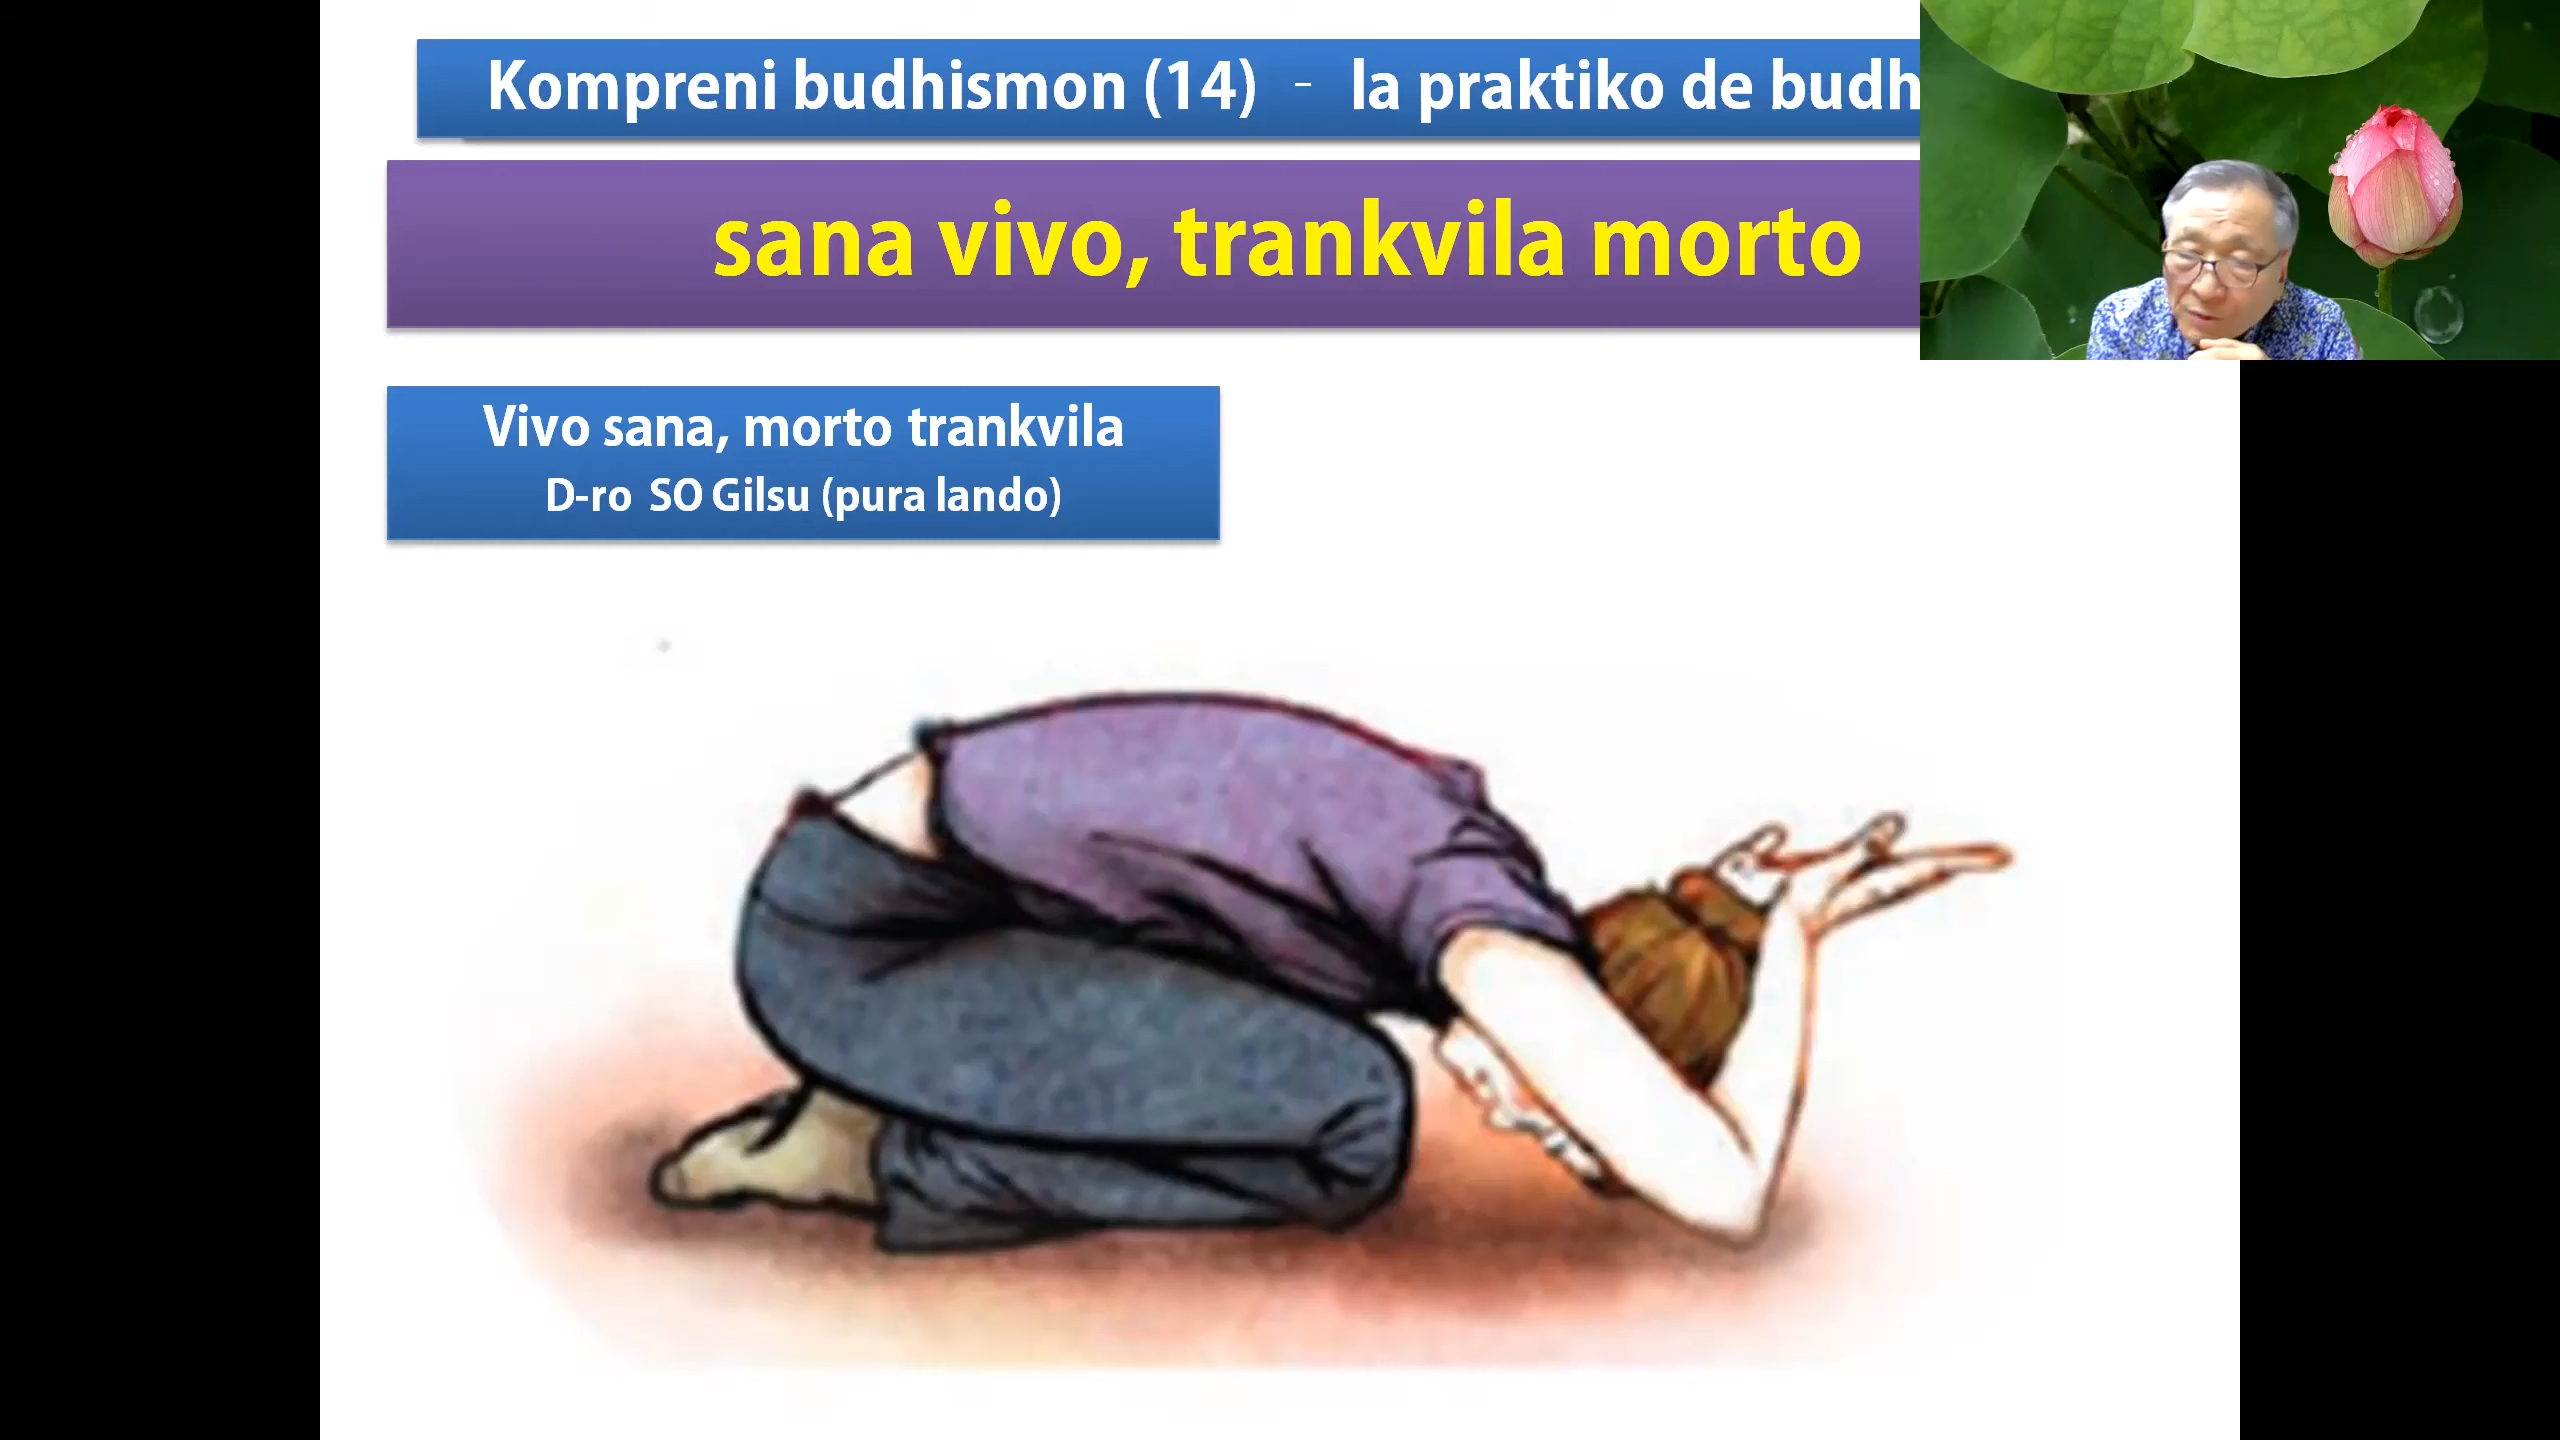 Kompreni budhismon (14) - la praktiko de budh
sana vivo, trankvila morto
Vivo sana, morto trankvila
D-ro SO Gilsu (pura lando)